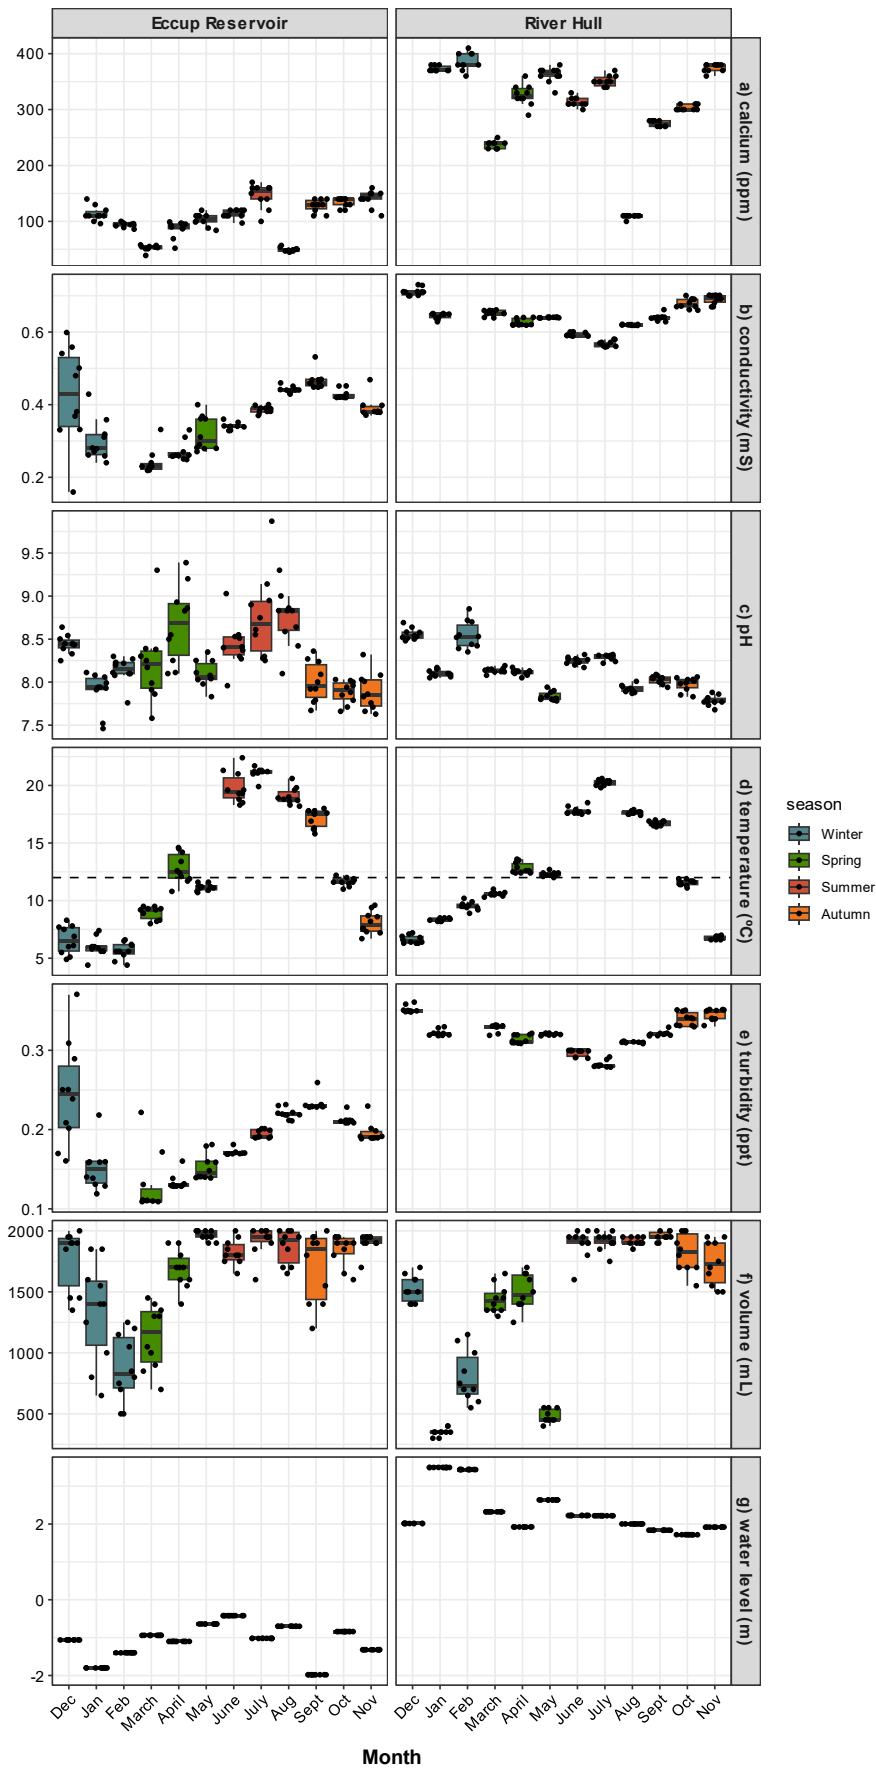 Eccup Reservoir
River Hull
400
300
200
100
a) calcium (ppm)
0.6
0.4
0.2
b) conductivity (mS)
9.5
9.0
8.5
8.0
7.5
c) pH
20
15
10
5
d) temperature (°C)
0.3
0.2
0.1
e) turbidity (ppt)
2000
1500
1000
500
f) volume (mL)
2
0
-2
g) water level (m)
Dec Jan Feb March April May June July Aug Sept Oct Nov
Dec Jan Feb March April May June July Aug Sept Oct Nov
Month
season
Winter
Spring
Summer
Autumn